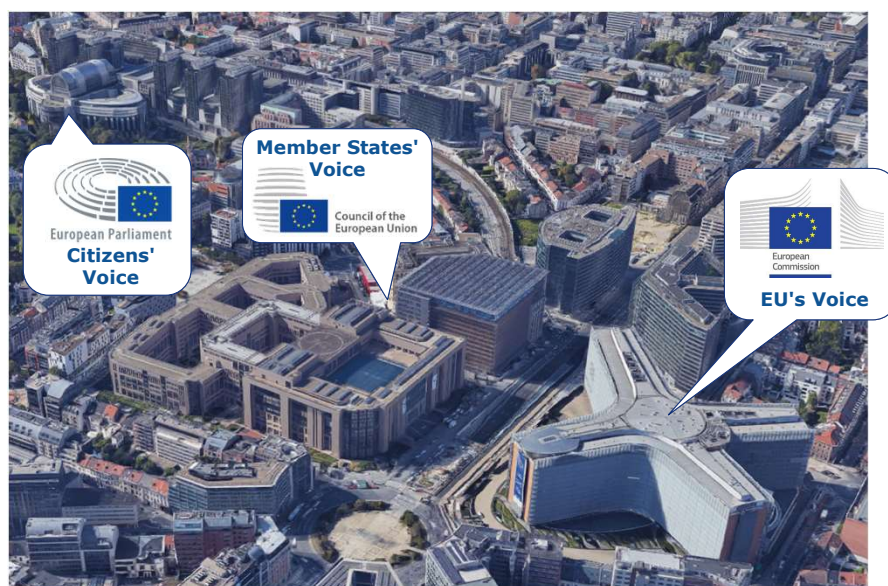 European Parliament
Citizens'
Voice
Member States'
Voice
Council of the
European Union
European
Commission
EU's Voice